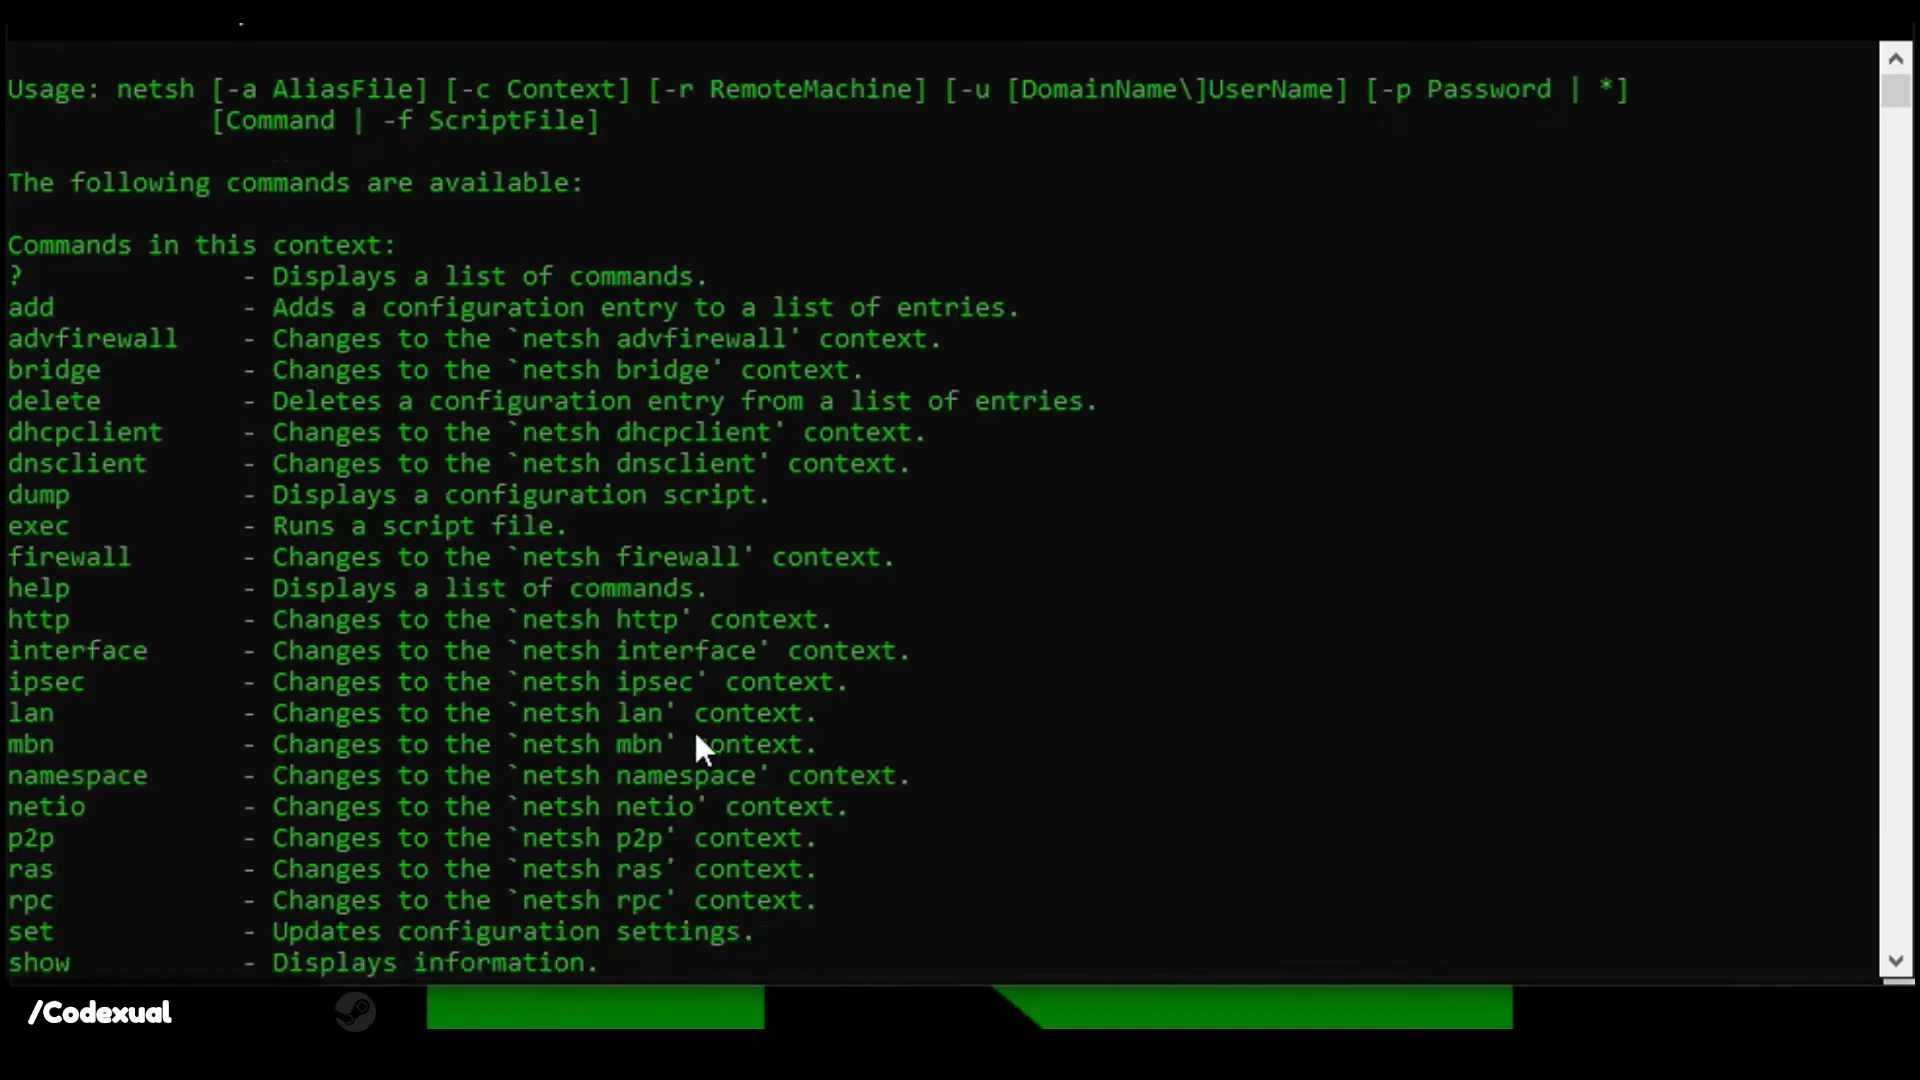 Usage: netsh [-a AliasFile] [-c Context] [-r RemoteMachine] [-u [DomainName\]UserName] [-p Password | *]
[Command | -f ScriptFile]
The following commands are available:
Commands in this context:
? - Displays a list of commands.
add - Adds a configuration entry to a list of entries.
advfirewall - Changes to the `netsh advfirewall' context.
bridge - Changes to the `netsh bridge' context.
delete - Deletes a configuration entry from a list of entries.
dhcpclient - Changes to the `netsh dhcpclient' context.
dnsclient - Changes to the `netsh dnsclient' context.
dump - Displays a configuration script.
exec - Runs a script file.
firewall - Changes to the `netsh firewall' context.
help - Displays a list of commands.
http - Changes to the `netsh http' context.
interface - Changes to the `netsh interface' context.
ipsec - Changes to the `netsh ipsec' context.
lan - Changes to the `netsh lan' context.
mbn - Changes to the `netsh mbn' context.
namespace - Changes to the `netsh namespace' context.
netio - Changes to the `netsh netio' context.
p2p - Changes to the `netsh p2p' context.
ras - Changes to the `netsh ras' context.
rpc - Changes to the `netsh rpc' context.
set - Updates configuration settings.
show - Displays information.
/Codexual